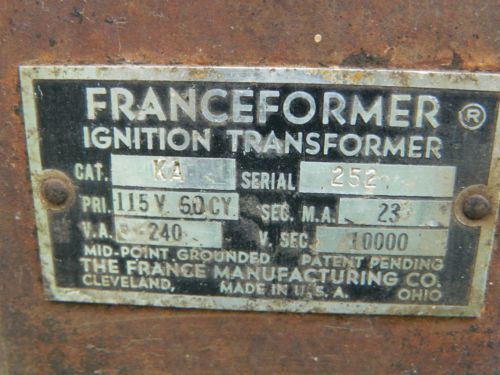 FRANCEFORMER ®
IGNITION TRANSFORMER
CAT. KA SERIAL 252
PRI. 115 V 60 CY SEC. M.A. 23
V.A. 240 V. SEC. 10000
MID-POINT GROUNDED PATENT PENDING
THE FRANCE MANUFACTURING CO.
CLEVELAND, MADE IN U.S.A. OHIO